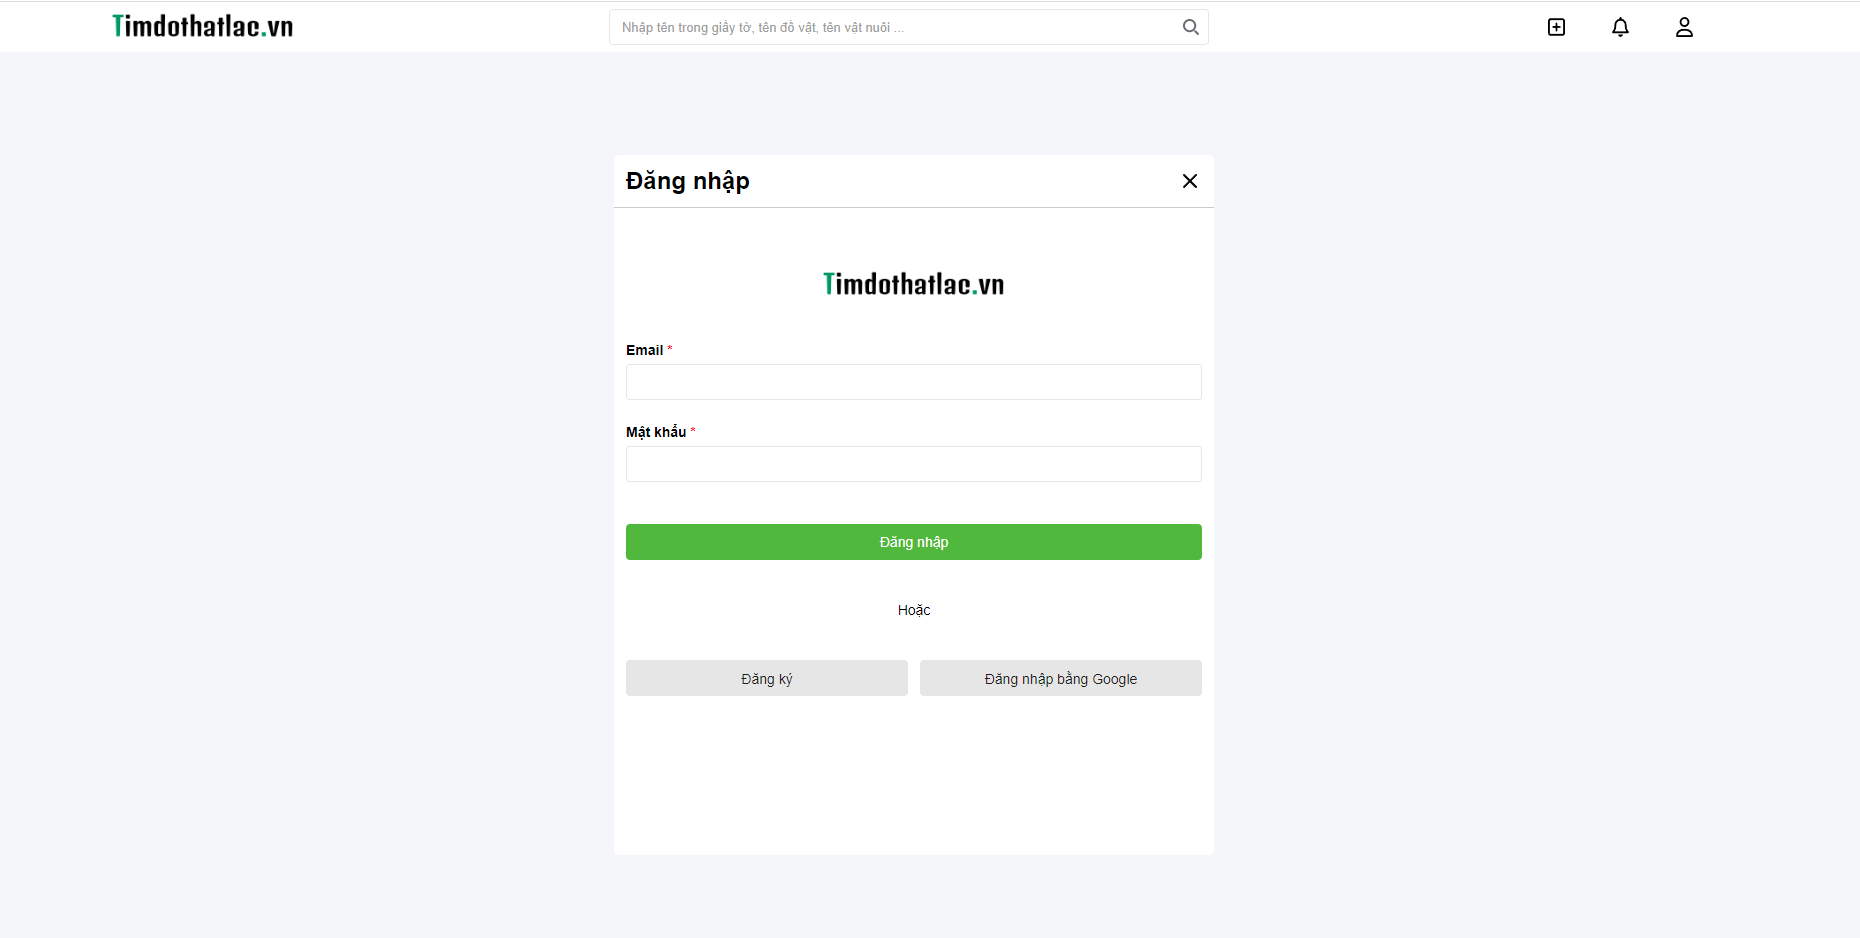 Timdothatlac.vn
Nhập tên trong giấy tờ, tên đồ vật, tên vật nuôi ...
Đăng nhập
Timdothatlac.vn
Email *
Mật khẩu *
Đăng nhập
Hoặc
Đăng ký
Đăng nhập bằng Google